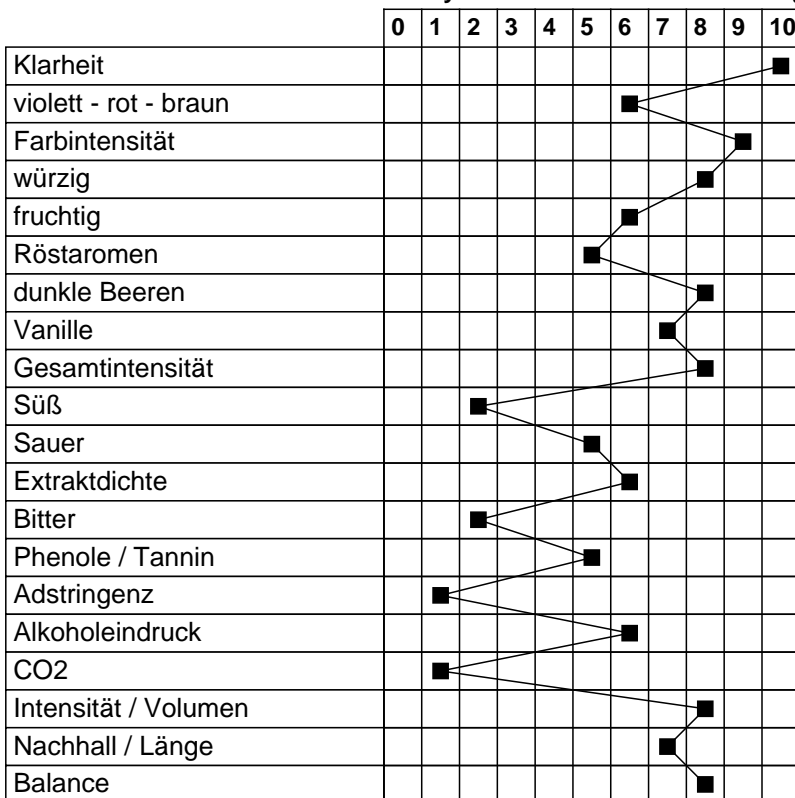 0 1 2 3 4 5 6 7 8 9 10
Klarheit
violett - rot - braun
Farbintensität
würzig
fruchtig
Röstaromen
dunkle Beeren
Vanille
Gesamtintensität
Süß
Sauer
Extraktdichte
Bitter
Phenole / Tannin
Adstringenz
Alkoholeindruck
CO2
Intensität / Volumen
Nachhall / Länge
Balance